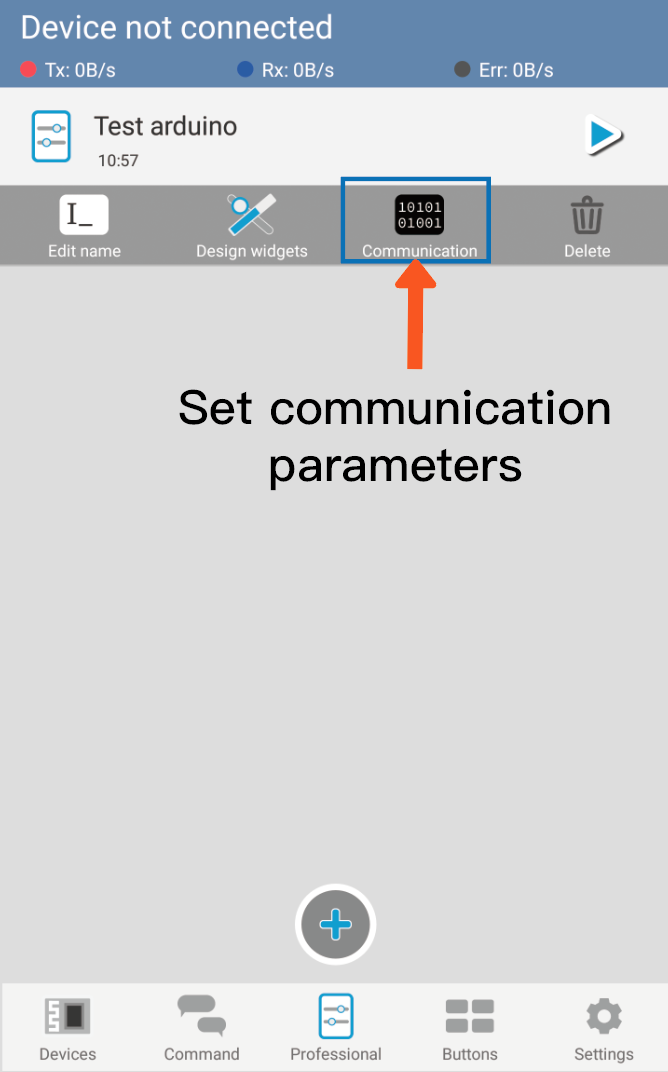 Device not connected
Tx: 0B/s Rx: 0B/s Err: 0B/s
Test arduino
10:57
I_
10101
01001
Edit name Design widgets Communication Delete
Set communication
parameters
Devices Command Professional Buttons Settings